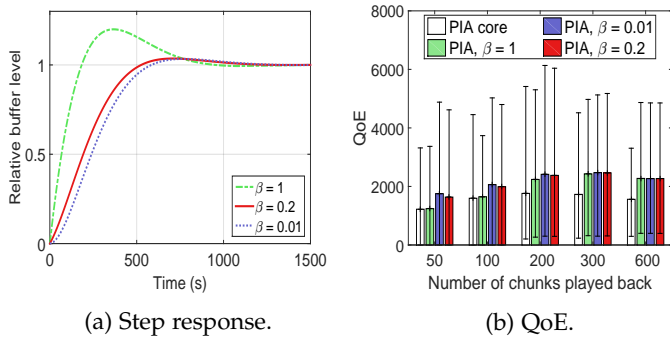 Relative buffer level
1
0.5
0
β = 1
β = 0.2
β = 0.01
0 500 1000 1500
Time (s)
(a) Step response.
QoE
8000
6000
4000
2000
0
PIA core PIA, β = 0.01
PIA, β = 1 PIA, β = 0.2
50 100 200 300 600
Number of chunks played back
(b) QoE.